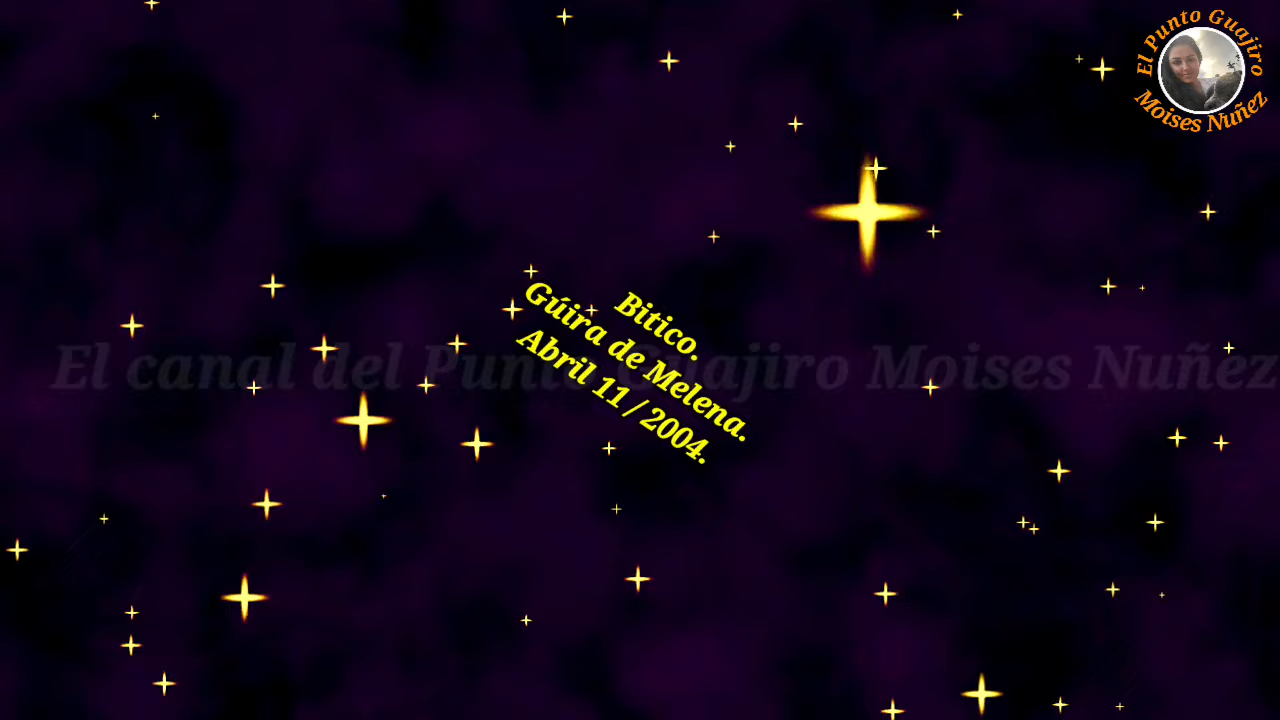 El Punto Guajiro
Moises Nuñez
Bitico.
Gúira de Melena.
Abril 11/2004.
El canal del Punto Guajiro Moises Nuñez